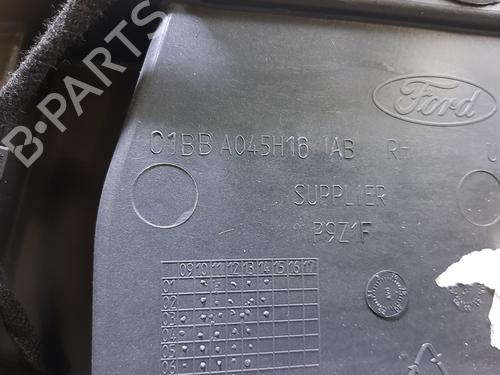 B-PARTS
Ford
C1BB A045H16 IAB RH
SUPPLIER
P9Z1F
09 10 11 12 13 14 15 16 17
01
02
03
04
05
06